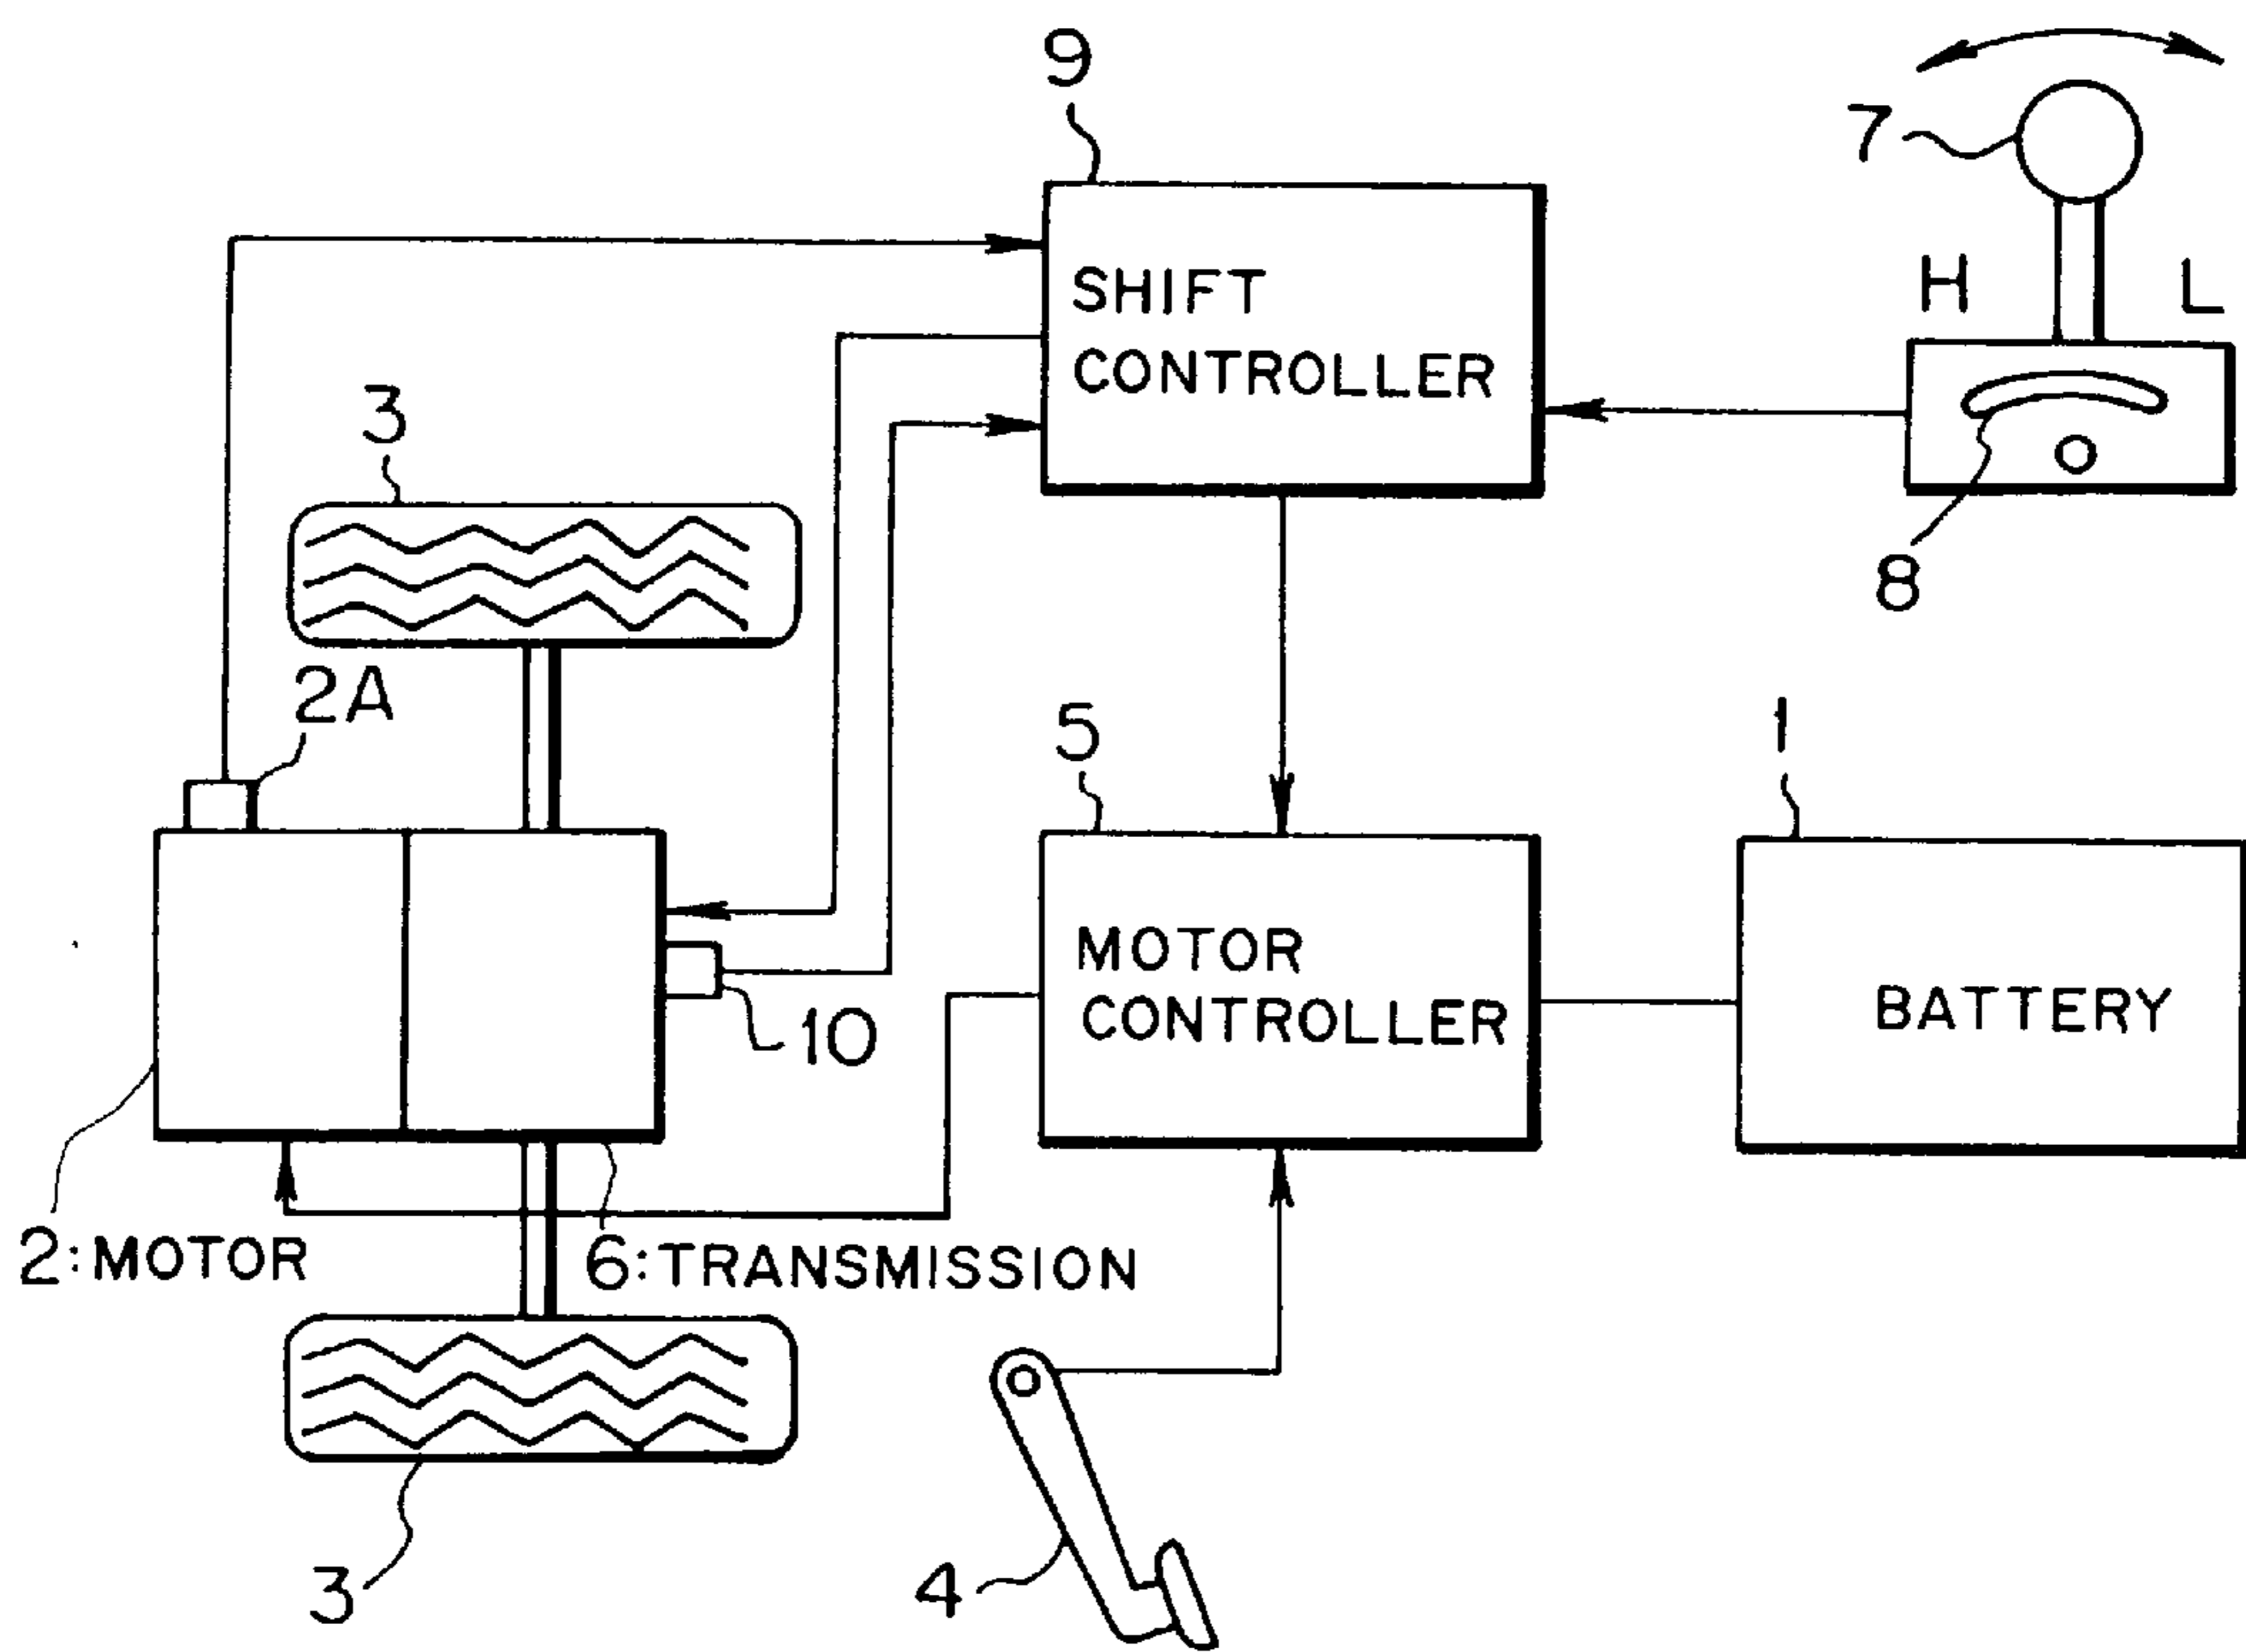 9
7
SHIFT
CONTROLLER
H
L
3
8
2A
5
1
MOTOR
CONTROLLER
BATTERY
10
2:MOTOR
6:TRANSMISSION
4
3